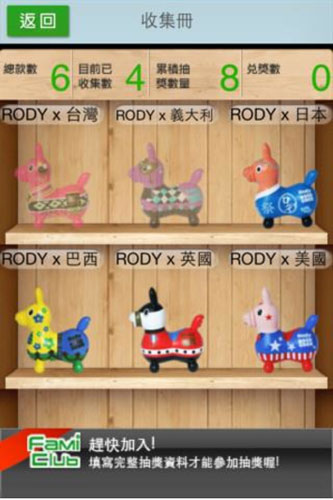 返回
收集冊
總款數 6 目前已收集數 4 累積抽獎數量 8 兌獎數 0
RODY x 台灣
RODY x 義大利
RODY x 日本
RODY x 巴西
RODY x 英國
RODY x 美國
Fami Club
趕快加入!
填寫完整抽獎資料才能參加抽獎喔!